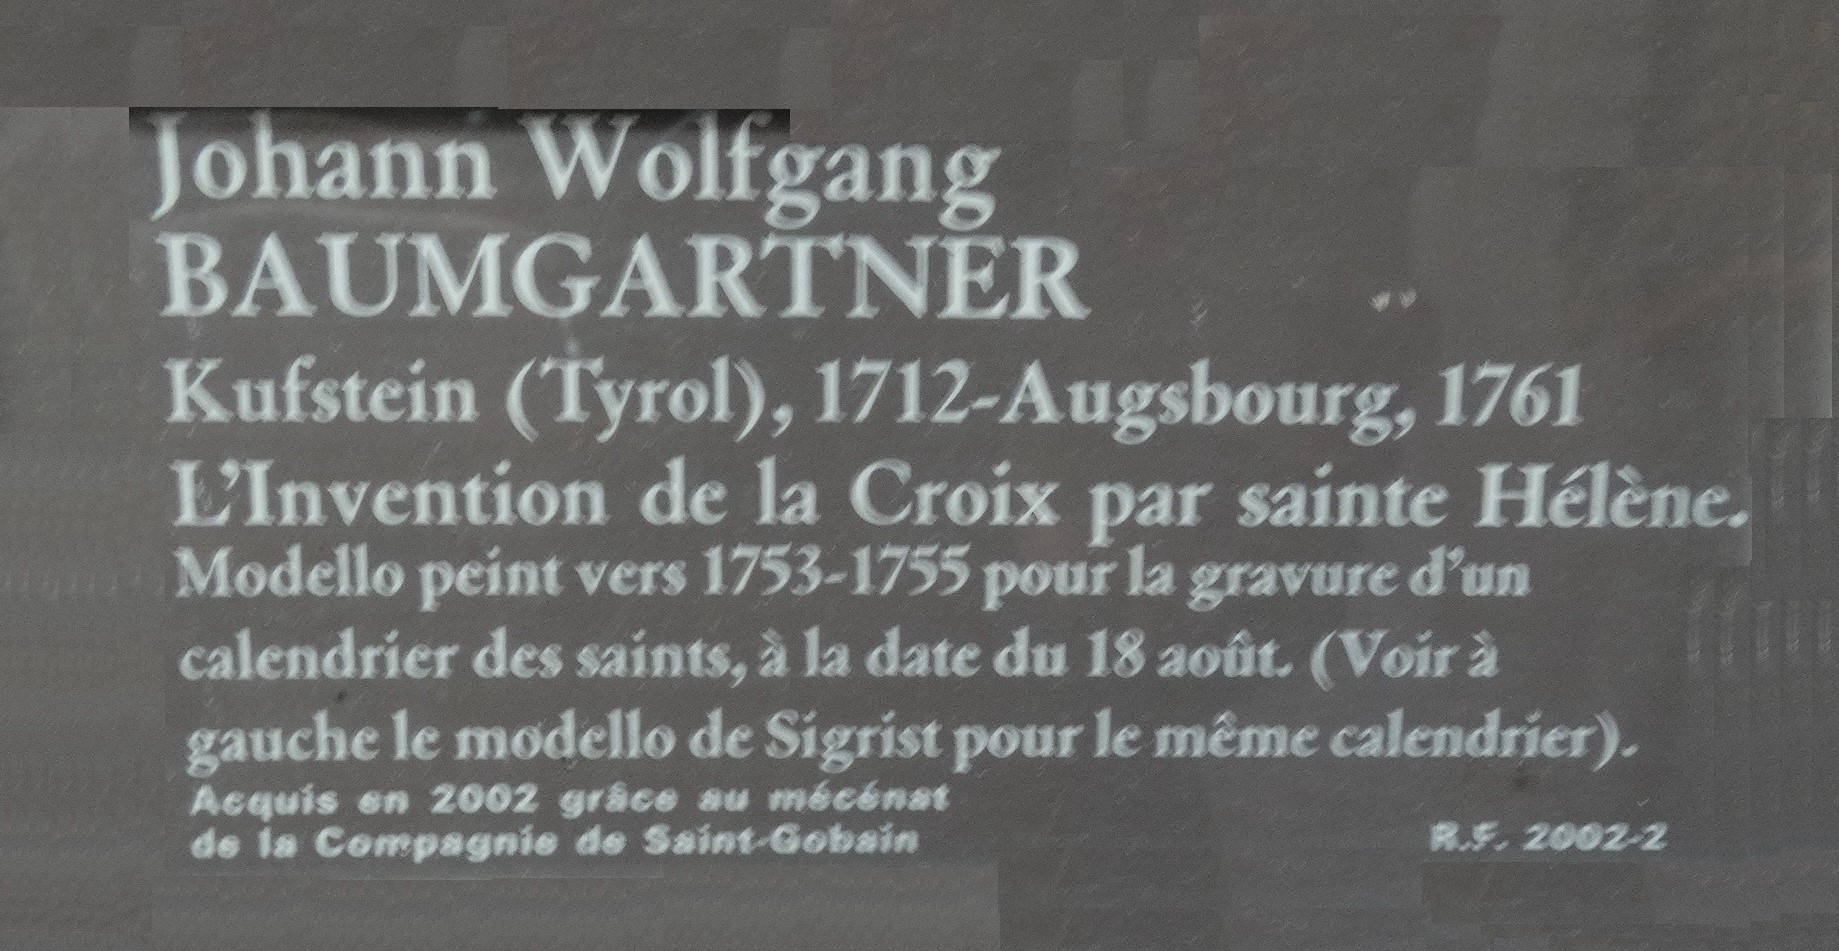 Johann Wolfgang
BAUMGARTNER
Kufstein (Tyrol), 1712-Augsbourg, 1761
L'Invention de la Croix par sainte Hélène.
Modello peint vers 1753-1755 pour la gravure d'un
calendrier des saints, à la date du 18 août. (Voir à
gauche le modello de Sigrist pour le même calendrier).
Acquis en 2002 grâce au mécénat
de la Compagnie de Saint-Gobain
R.F. 2002-2